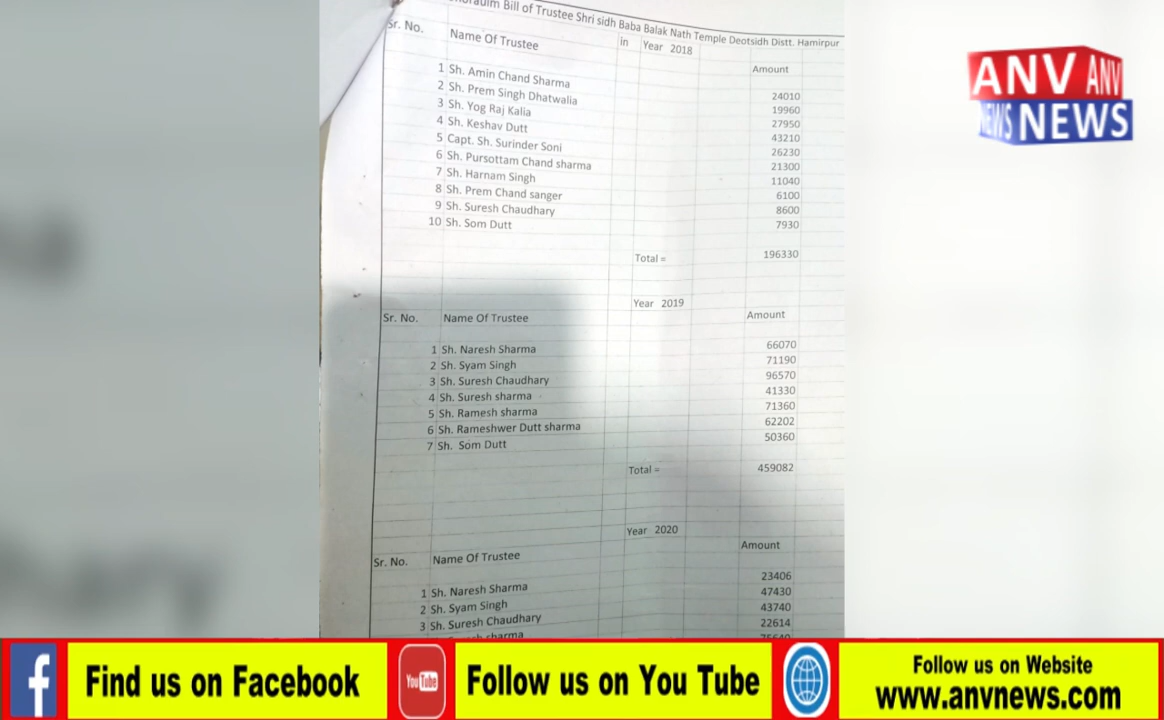 Bill of Trustee Shri sidh Baba Balak Nath Temple Deotsidh Distt. Hamirpur
in Year 2018
Sr. No. Name Of Trustee Amount
1 Sh. Amin Chand Sharma 24010
2 Sh. Prem Singh Dhatwalia 19960
3 Sh. Yog Raj Kalia 27950
4 Sh. Keshav Dutt 43210
5 Capt. Sh. Surinder Soni 26230
6 Sh. Pursottam Chand sharma 21300
7 Sh. Harnam Singh 11040
8 Sh. Prem Chand sanger 6100
9 Sh. Suresh Chaudhary 8600
10 Sh. Som Dutt 7930
Total = 196330
Year 2019
Sr. No. Name Of Trustee Amount
1 Sh. Naresh Sharma 66070
2 Sh. Syam Singh 71190
3 Sh. Suresh Chaudhary 96570
4 Sh. Suresh sharma 41330
5 Sh. Ramesh sharma 71360
6 Sh. Rameshwer Dutt sharma 62202
7 Sh. Som Dutt 50360
Total = 459082
Year 2020
Sr. No. Name Of Trustee Amount
1 Sh. Naresh Sharma 23406
2 Sh. Syam Singh 47430
3 Sh. Suresh Chaudhary 43740
sharma 22614
ANV ANV
NEWS NEWS
Find us on Facebook
You Tube
Follow us on You Tube
Follow us on Website
www.anvnews.com